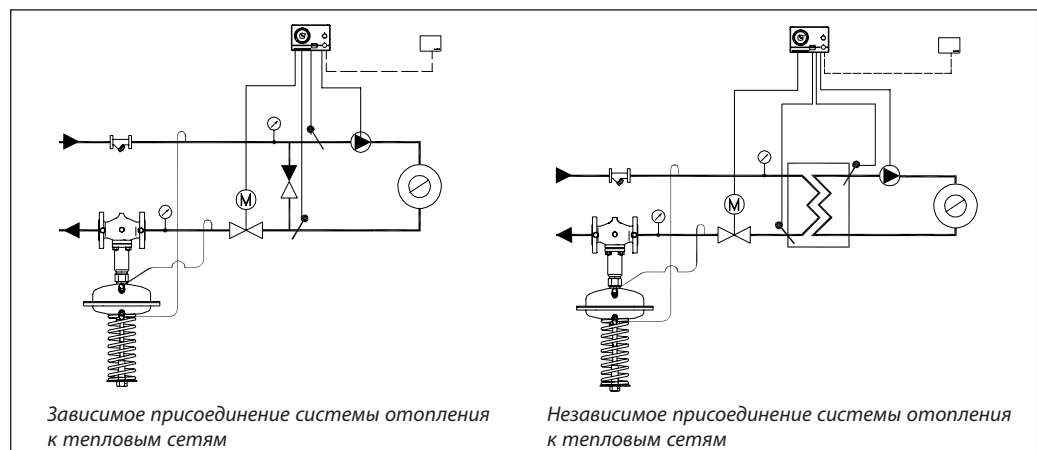 M
M
Зависимое присоединение системы отопления
к тепловым сетям
Независимое присоединение системы отопления
к тепловым сетям